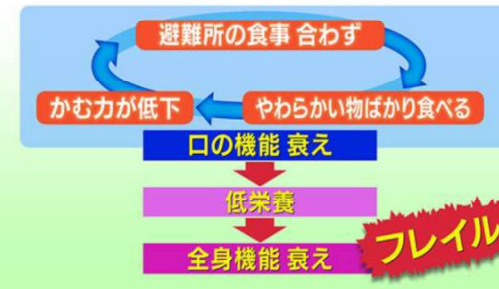 避難所の食事 合わず
かむ力が低下
やわらかい物ばかり食べる
口の機能 衰え
低栄養
全身機能 衰え
フレイル